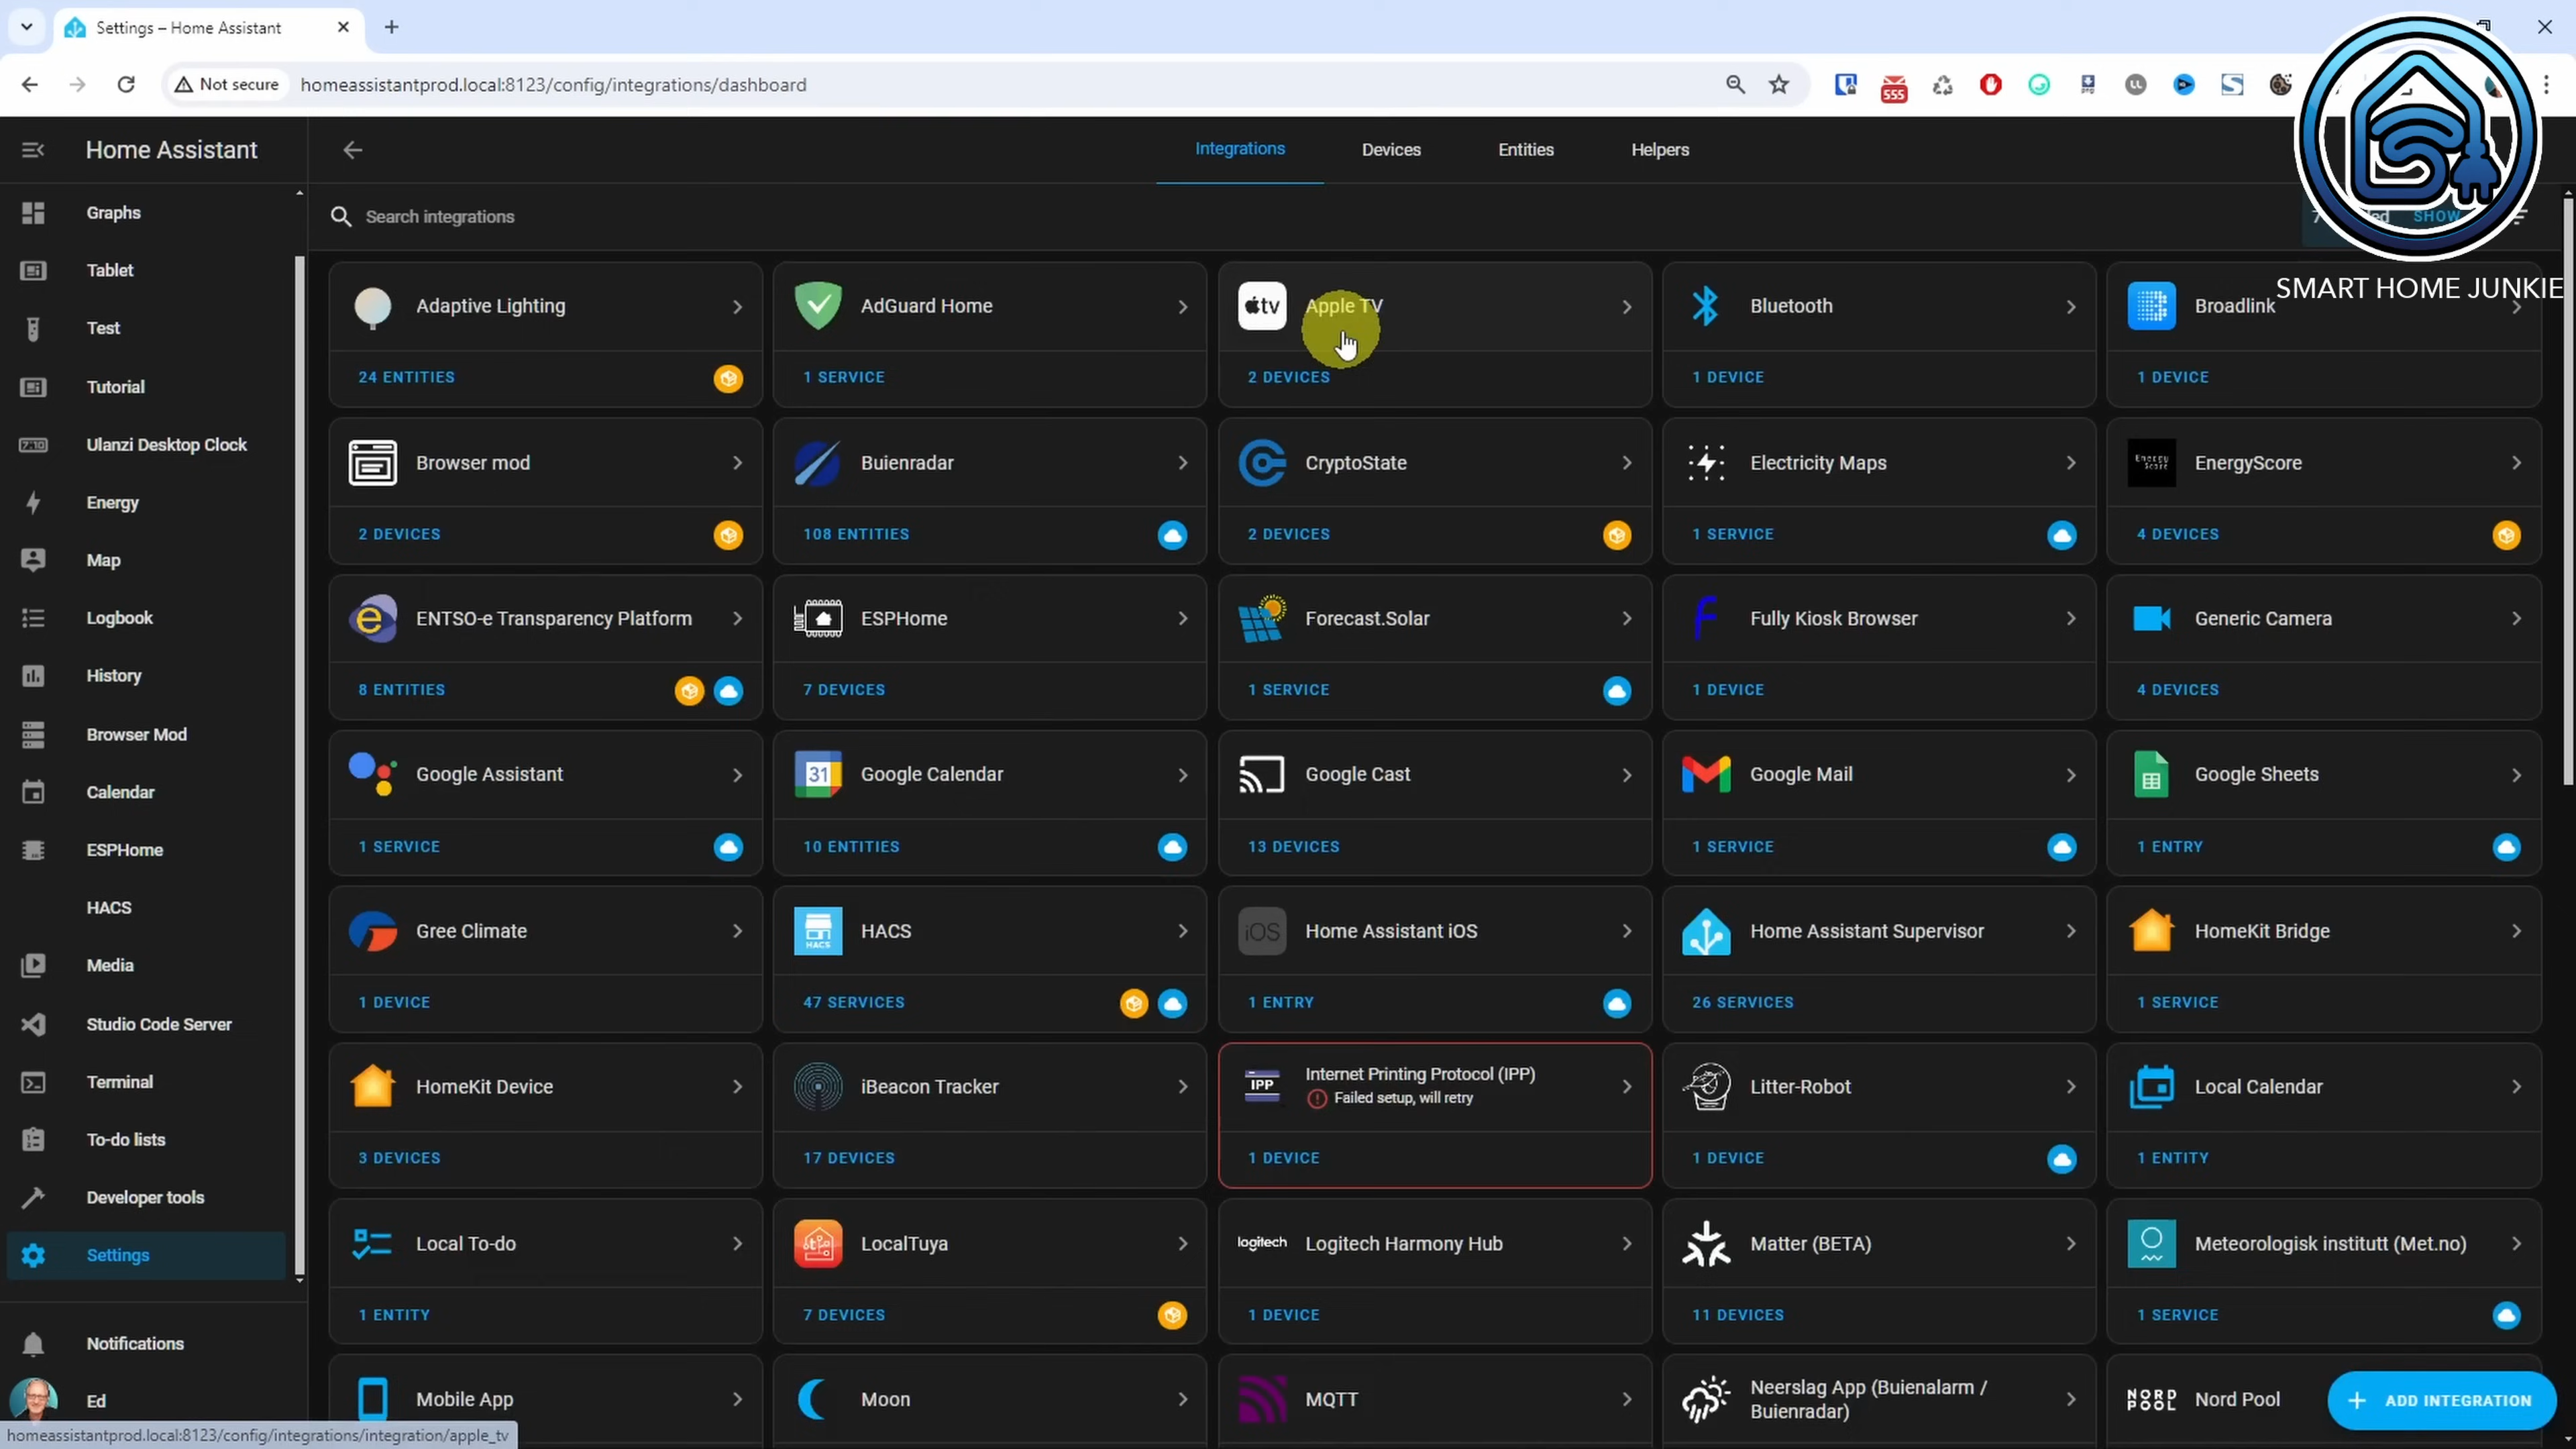 Settings – Home Assistant
Not secure
homeassistantprod.local:8123/config/integrations/dashboard
555
Home Assistant
Integrations
Devices
Entities
Helpers
Graphs
Search integrations
SHOW
SMART HOME JUNKIE
Tablet
Test
Tutorial
Ulanzi Desktop Clock
Energy
Map
Logbook
History
Browser Mod
Calendar
ESPHome
HACS
Media
Studio Code Server
Terminal
To-do lists
Developer tools
Settings
Notifications
Ed
Adaptive Lighting
24 ENTITIES
AdGuard Home
1 SERVICE
tv
Apple TV
2 DEVICES
Bluetooth
1 DEVICE
Broadlink
1 DEVICE
Browser mod
2 DEVICES
Buienradar
108 ENTITIES
CryptoState
2 DEVICES
Electricity Maps
1 SERVICE
Energy
Score
EnergyScore
4 DEVICES
ENTSO-e Transparency Platform
8 ENTITIES
ESPHome
7 DEVICES
Forecast.Solar
1 SERVICE
Fully Kiosk Browser
1 DEVICE
Generic Camera
4 DEVICES
Google Assistant
1 SERVICE
31
Google Calendar
10 ENTITIES
Google Cast
13 DEVICES
Google Mail
1 SERVICE
Google Sheets
1 ENTRY
Gree Climate
1 DEVICE
HACS
HACS
47 SERVICES
iOS
Home Assistant iOS
1 ENTRY
Home Assistant Supervisor
26 SERVICES
HomeKit Bridge
1 SERVICE
HomeKit Device
3 DEVICES
iBeacon Tracker
17 DEVICES
IPP
Internet Printing Protocol (IPP)
Failed setup, will retry
1 DEVICE
Litter-Robot
1 DEVICE
Local Calendar
1 ENTITY
Local To-do
1 ENTITY
LocalTuya
7 DEVICES
logitech
Logitech Harmony Hub
1 DEVICE
Matter (BETA)
11 DEVICES
Meteorologisk institutt (Met.no)
1 SERVICE
Mobile App
Moon
MQTT
Neerslag App (Buienalarm /
Buienradar)
NORD
POOL
Nord Pool
ADD INTEGRATION
homeassistantprod.local:8123/config/integrations/integration/apple_tv